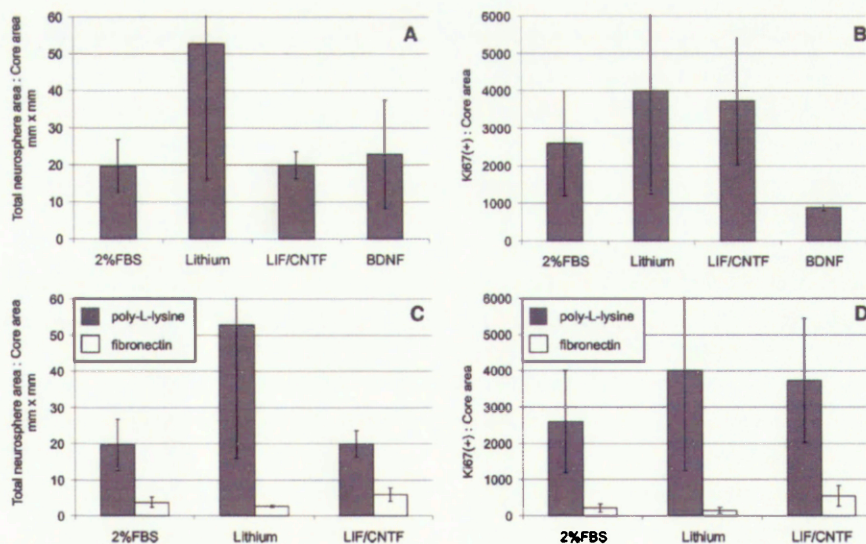 A
Total neurosphere area : Core area
mm x mm
60
50
40
30
20
10
0
2%FBS
Lithium
LIF/CNTF
BDNF
B
Ki67(+) : Core area
6000
5000
4000
3000
2000
1000
0
2%FBS
Lithium
LIF/CNTF
BDNF
C
Total neurosphere area : Core area
mm x mm
60
50
40
30
20
10
0
poly-L-lysine
fibronectin
2%FBS
Lithium
LIF/CNTF
D
Ki67(+) : Core area
6000
5000
4000
3000
2000
1000
0
poly-L-lysine
fibronectin
2%FBS
Lithium
LIF/CNTF